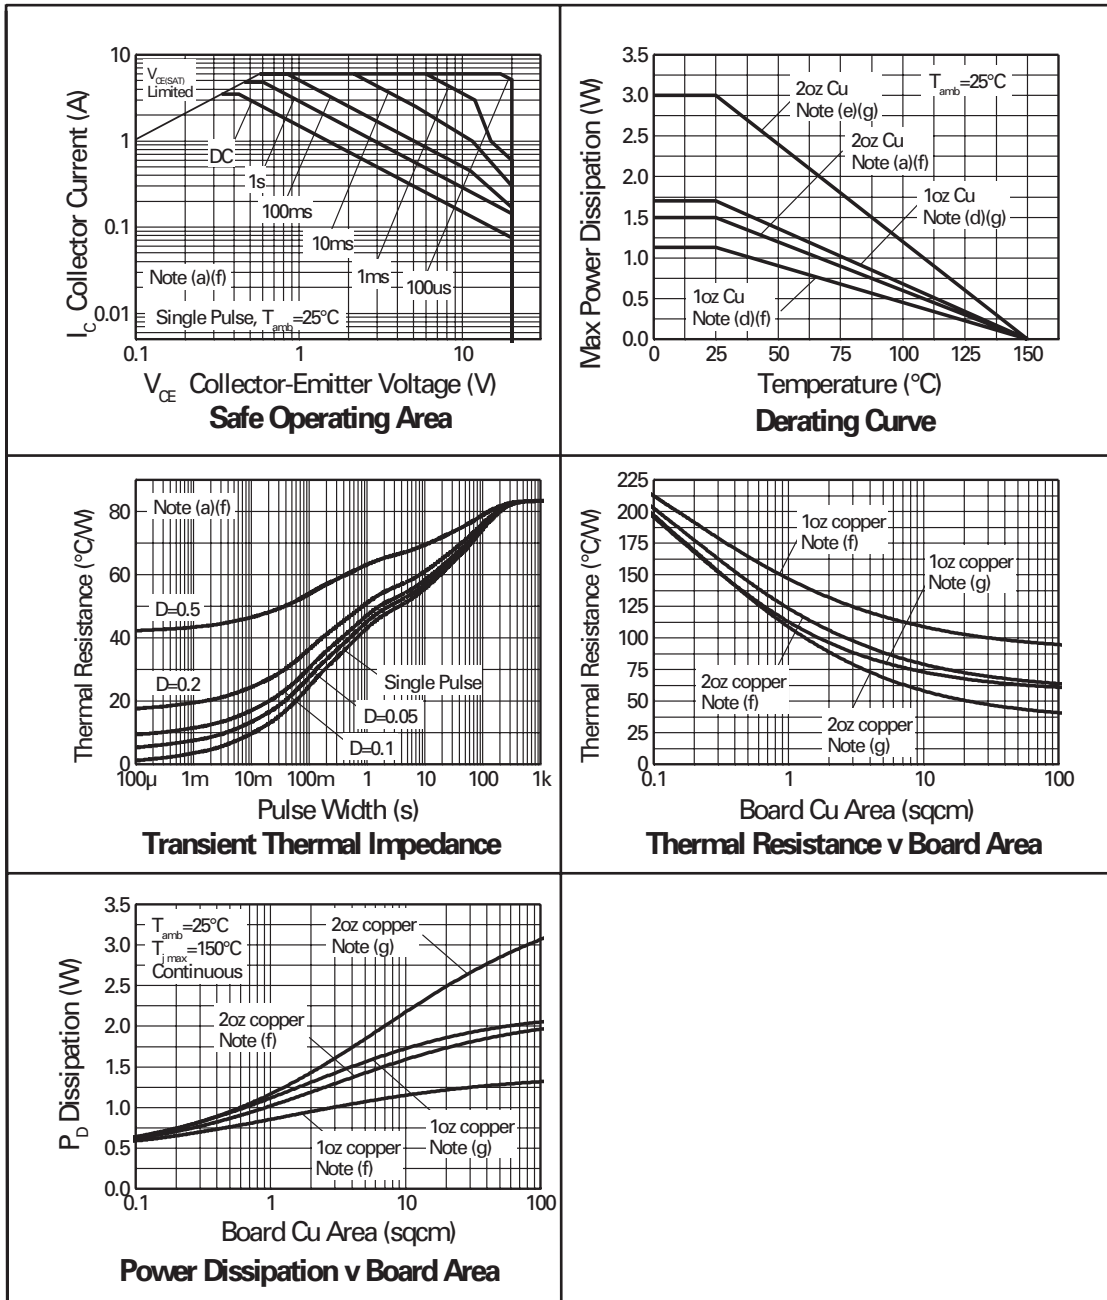 10
1
0.1
0.01
I_C Collector Current (A)
V_CE(SAT)
Limited
DC
1s
100ms
10ms
1ms
100us
Note (a)(f)
Single Pulse, T_amb=25°C
0.1 1 10
V_CE Collector-Emitter Voltage (V)
Safe Operating Area
3.5
3.0
2.5
2.0
1.5
1.0
0.5
0.0
Max Power Dissipation (W)
T_amb=25°C
2oz Cu
Note (e)(g)
2oz Cu
Note (a)(f)
1oz Cu
Note (d)(g)
1oz Cu
Note (d)(f)
0 25 50 75 100 125 150
Temperature (°C)
Derating Curve
80
60
40
20
0
Thermal Resistance (°C/W)
Note (a)(f)
D=0.5
D=0.2
Single Pulse
D=0.05
D=0.1
100µ 1m 10m 100m 1 10 100 1k
Pulse Width (s)
Transient Thermal Impedance
225
200
175
150
125
100
75
50
25
0
Thermal Resistance (°C/W)
1oz copper
Note (f)
1oz copper
Note (g)
2oz copper
Note (f)
2oz copper
Note (g)
0.1 1 10 100
Board Cu Area (sqcm)
Thermal Resistance v Board Area
3.5
3.0
2.5
2.0
1.5
1.0
0.5
0.0
P_D Dissipation (W)
T_amb=25°C
T_j max=150°C
Continuous
2oz copper
Note (g)
2oz copper
Note (f)
1oz copper
Note (g)
1oz copper
Note (f)
0.1 1 10 100
Board Cu Area (sqcm)
Power Dissipation v Board Area